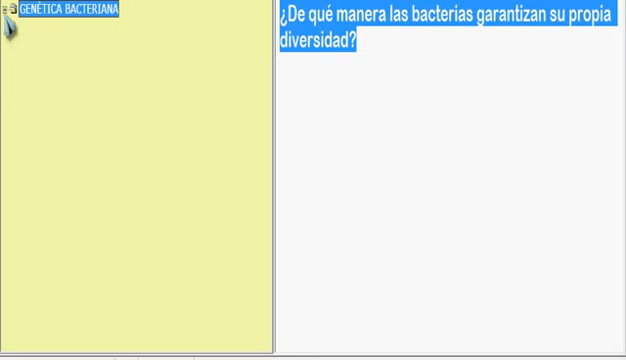 GENÉTICA BACTERIANA
¿De qué manera las bacterias garantizan su propia
diversidad?